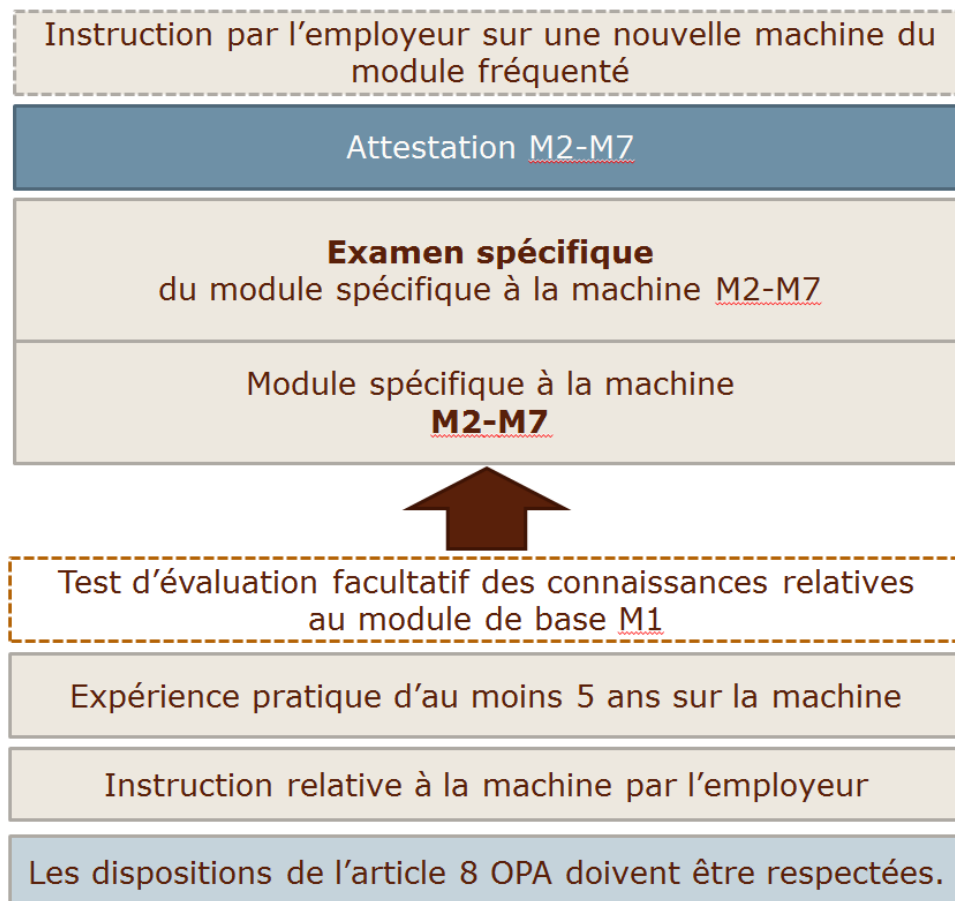 Instruction par l’employeur sur une nouvelle machine du
module fréquenté
Attestation M2-M7
Examen spécifique
du module spécifique à la machine M2-M7
Module spécifique à la machine
M2-M7
Test d’évaluation facultatif des connaissances relatives
au module de base M1
Expérience pratique d’au moins 5 ans sur la machine
Instruction relative à la machine par l’employeur
Les dispositions de l’article 8 OPA doivent être respectées.